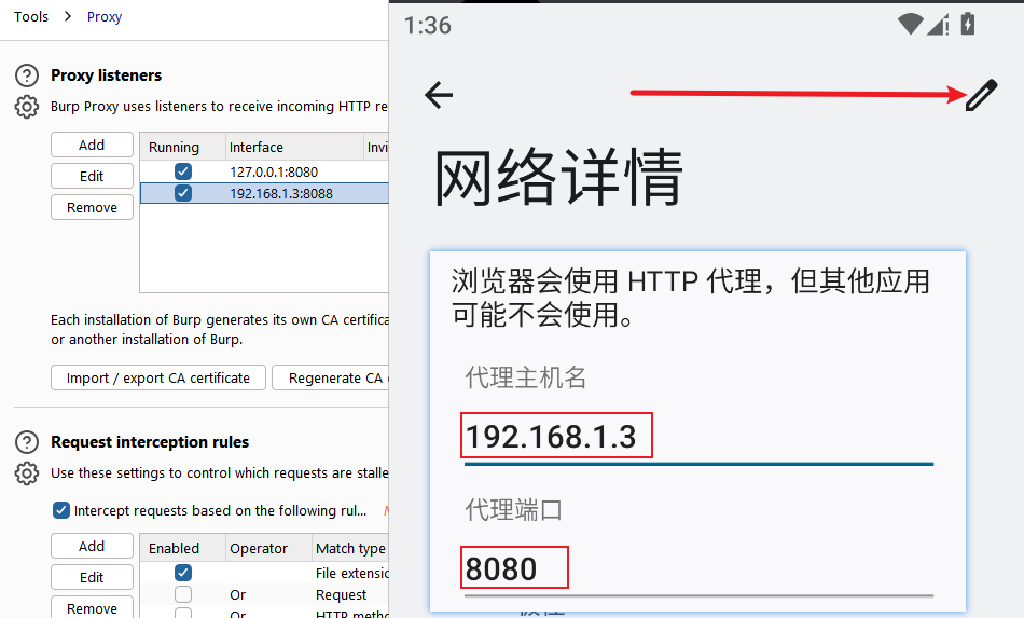 Tools > Proxy
Proxy listeners
Burp Proxy uses listeners to receive incoming HTTP re
Add
Edit
Remove
Running Interface Invi
127.0.0.1:8080
192.168.1.3:8088
Each installation of Burp generates its own CA certifica
or another installation of Burp.
Import / export CA certificate
Regenerate CA
Request interception rules
Use these settings to control which requests are stalle
Intercept requests based on the following rul...
Add
Edit
Remove
Enabled Operator Match type
File extensio
Or Request
Or HTTP metho
1:36
网络详情
浏览器会使用 HTTP 代理，但其他应用
可能不会使用。
代理主机名
192.168.1.3
代理端口
8080